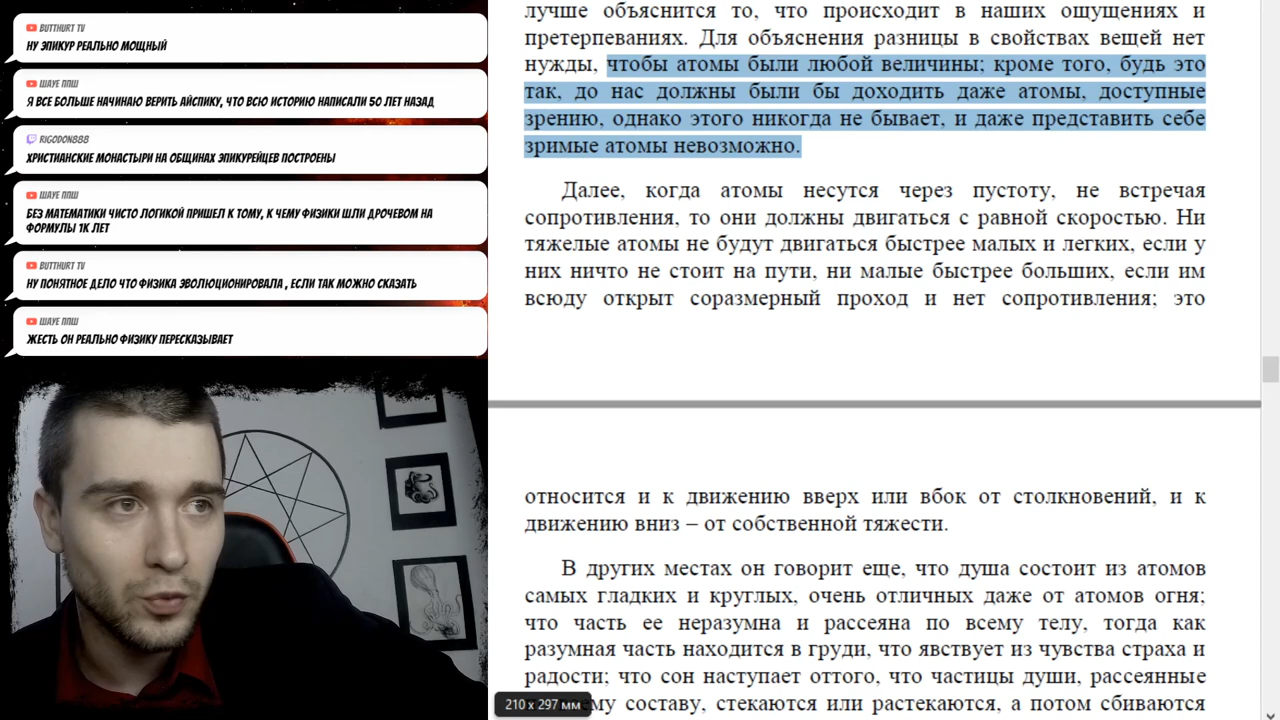 BUTTHURT TV
НУ ЭПИКУР РЕАЛЬНО МОЩНЫЙ
ШАУЕ ППШ
Я ВСЕ БОЛЬШЕ НАЧИНАЮ ВЕРИТЬ АЙСПИКУ, ЧТО ВСЮ ИСТОРИЮ НАПИСАЛИ 50 ЛЕТ НАЗАД
RIGODON888
ХРИСТИАНСКИЕ МОНАСТЫРИ НА ОБЩИНАХ ЭПИКУРЕЙЦЕВ ПОСТРОЕНЫ
ШАУЕ ППШ
БЕЗ МАТЕМАТИКИ ЧИСТО ЛОГИКОЙ ПРИШЕЛ К ТОМУ, К ЧЕМУ ФИЗИКИ ШЛИ ДРОЧЕВОМ НА
ФОРМУЛЫ 1К ЛЕТ
BUTTHURT TV
НУ ПОНЯТНОЕ ДЕЛО ЧТО ФИЗИКА ЭВОЛЮЦИОНИРОВАЛА , ЕСЛИ ТАК МОЖНО СКАЗАТЬ
ШАУЕ ППШ
ЖЕСТЬ ОН РЕАЛЬНО ФИЗИКУ ПЕРЕСКАЗЫВАЕТ
лучше объяснится то, что происходит в наших ощущениях и
претерпеваниях. Для объяснения разницы в свойствах вещей нет
нужды, чтобы атомы были любой величины; кроме того, будь это
так, до нас должны были бы доходить даже атомы, доступные
зрению, однако этого никогда не бывает, и даже представить себе
зримые атомы невозможно.
Далее, когда атомы несутся через пустоту, не встречая
сопротивления, то они должны двигаться с равной скоростью. Ни
тяжелые атомы не будут двигаться быстрее малых и легких, если у
них ничто не стоит на пути, ни малые быстрее больших, если им
всюду открыт соразмерный проход и нет сопротивления; это
относится и к движению вверх или вбок от столкновений, и к
движению вниз – от собственной тяжести.
В других местах он говорит еще, что душа состоит из атомов
самых гладких и круглых, очень отличных даже от атомов огня;
что часть ее неразумна и рассеяна по всему телу, тогда как
разумная часть находится в груди, что явствует из чувства страха и
радости; что сон наступает оттого, что частицы души, рассеянные
составу, стекаются или растекаются, а потом сбиваются
210 x 297 мм